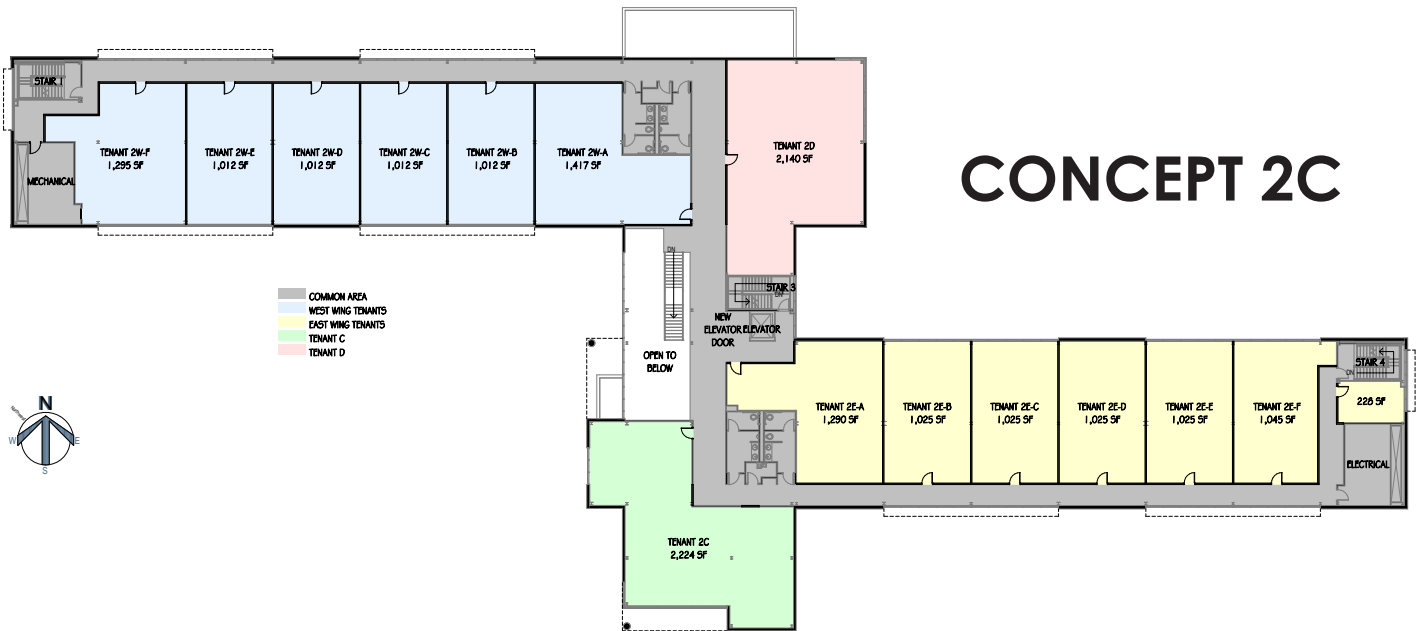 CONCEPT 2C
STAIR 1
MECHANICAL
TENANT 2W-F
1,295 SF
TENANT 2W-E
1,012 SF
TENANT 2W-D
1,012 SF
TENANT 2W-C
1,012 SF
TENANT 2W-B
1,012 SF
TENANT 2W-A
1,417 SF
TENANT 2D
2,140 SF
DN
STAIR 3
DN
NEW
ELEVATOR
DOOR
ELEVATOR
OPEN TO
BELOW
COMMON AREA
WEST WING TENANTS
EAST WING TENANTS
TENANT C
TENANT D
N
W
E
S
TENANT 2E-A
1,290 SF
TENANT 2E-B
1,025 SF
TENANT 2E-C
1,025 SF
TENANT 2E-D
1,025 SF
TENANT 2E-E
1,025 SF
TENANT 2E-F
1,045 SF
STAIR 4
DN
228 SF
ELECTRICAL
TENANT 2C
2,224 SF